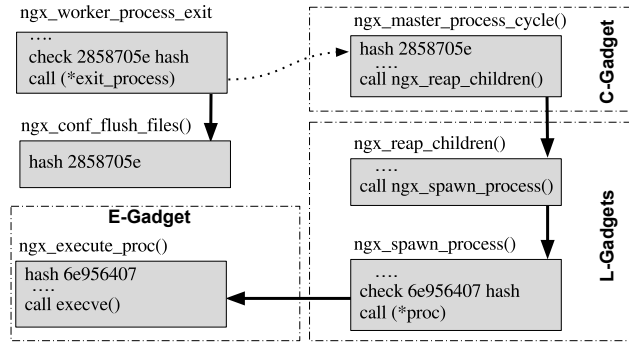 ngx_worker_process_exit
....
check 2858705e hash
call (*exit_process)
ngx_conf_flush_files()
hash 2858705e
E-Gadget
ngx_execute_proc()
hash 6e956407
....
call execve()
ngx_master_process_cycle()
hash 2858705e
....
call ngx_reap_children()
C-Gadget
ngx_reap_children()
....
call ngx_spawn_process()
ngx_spawn_process()
....
check 6e956407 hash
call (*proc)
L-Gadgets